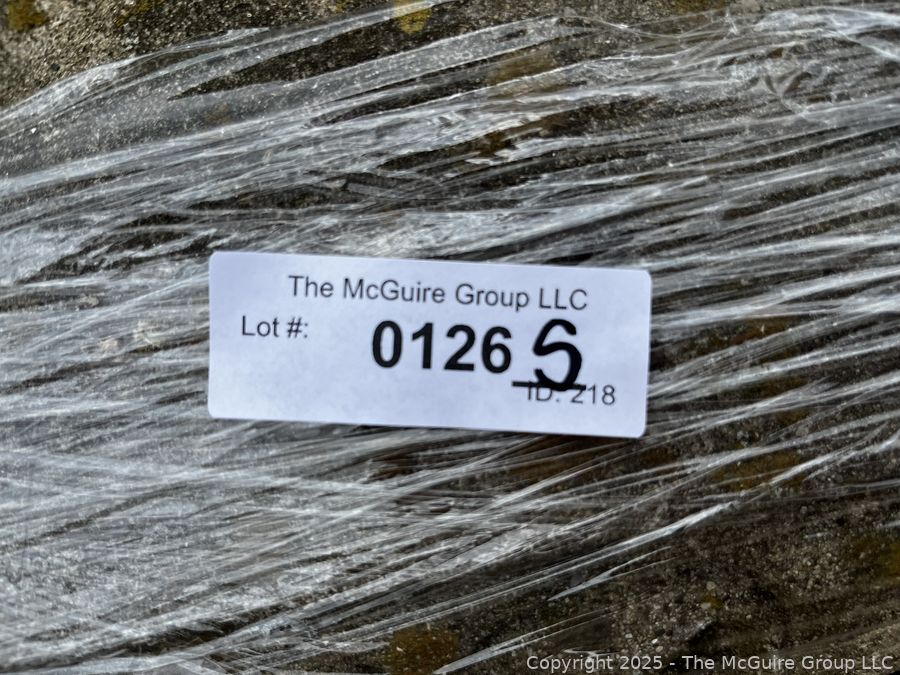 The McGuire Group LLC
Lot #:
0126 S
ID: 218
Copyright 2025 - The McGuire Group LLC